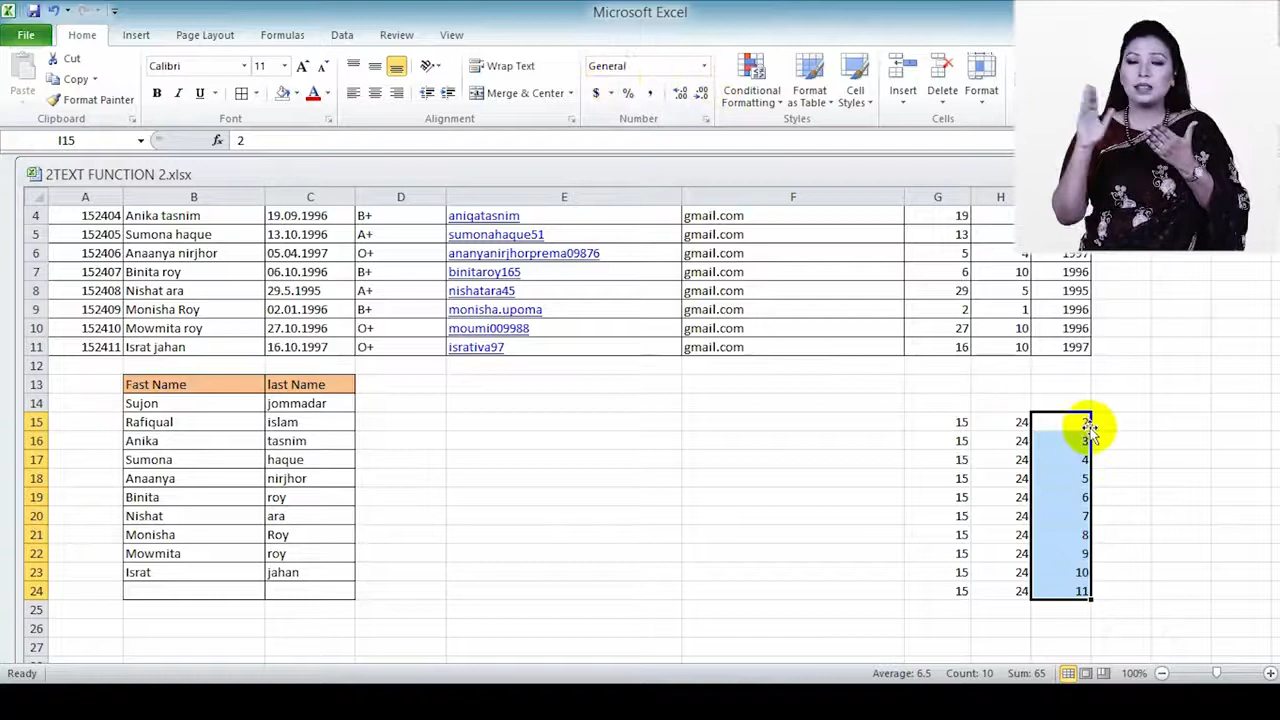 Microsoft Excel
File Home Insert Page Layout Formulas Data Review View
Cut
Copy
Format Painter
Paste
Clipboard
Calibri 11
B I U
Font
Wrap Text
Merge & Center
Alignment
General
$ % ,
Number
Conditional Formatting
Format as Table
Cell Styles
Styles
Insert Delete Format
Cells
I15 fx 2
2TEXT FUNCTION 2.xlsx
A B C D E F G H
4 152404 Anika tasnim 19.09.1996 B+ aniqatasnim gmail.com 19
5 152405 Sumona haque 13.10.1996 A+ sumonahaque51 gmail.com 13
6 152406 Anaanya nirjhor 05.04.1997 O+ ananyanirjhorprema09876 gmail.com 5 4 1997
7 152407 Binita roy 06.10.1996 B+ binitaroy165 gmail.com 6 10 1996
8 152408 Nishat ara 29.5.1995 A+ nishatara45 gmail.com 29 5 1995
9 152409 Monisha Roy 02.01.1996 B+ monisha.upoma gmail.com 2 1 1996
10 152410 Mowmita roy 27.10.1996 O+ moumi009988 gmail.com 27 10 1996
11 152411 Israt jahan 16.10.1997 O+ isrativa97 gmail.com 16 10 1997
12
13 Fast Name last Name
14 Sujon jommadar
15 Rafiqual islam 15 24 2
16 Anika tasnim 15 24 3
17 Sumona haque 15 24 4
18 Anaanya nirjhor 15 24 5
19 Binita roy 15 24 6
20 Nishat ara 15 24 7
21 Monisha Roy 15 24 8
22 Mowmita roy 15 24 9
23 Israt jahan 15 24 10
24 15 24 11
25
26
27
Ready Average: 6.5 Count: 10 Sum: 65 100%